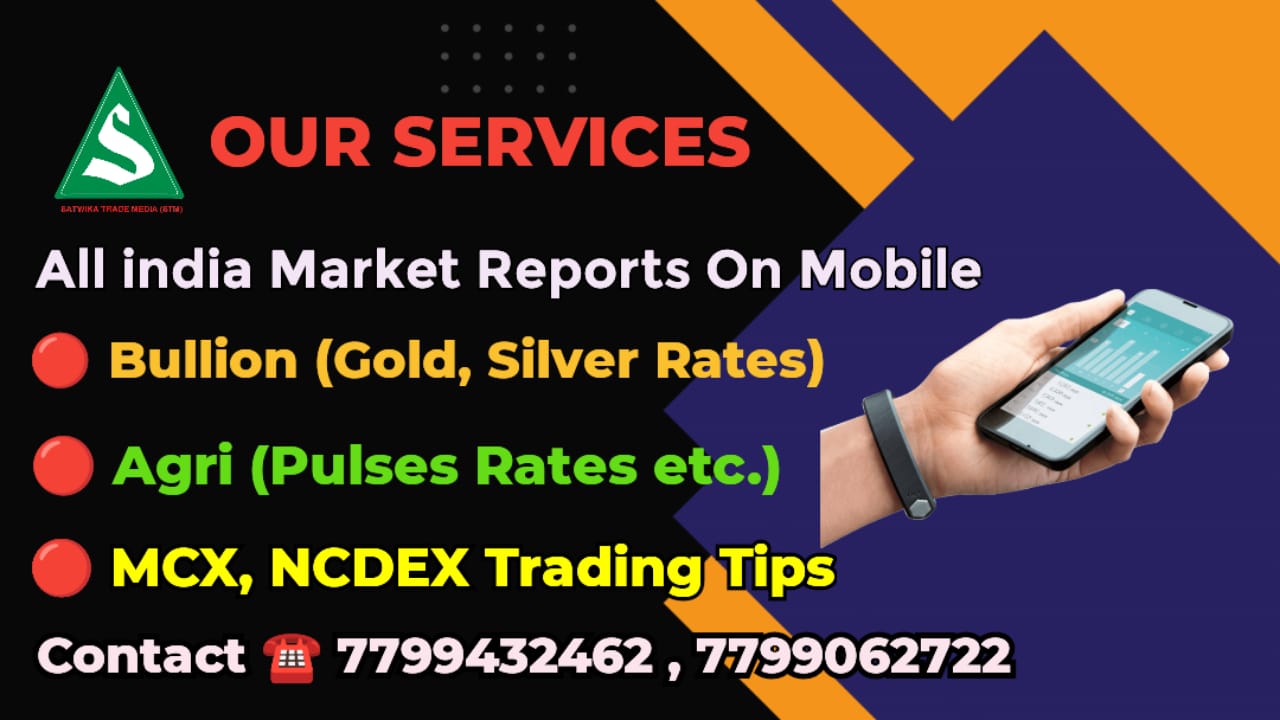 S
SATWIKA TRADE MEDIA (STM)
OUR SERVICES
All india Market Reports On Mobile
Bullion (Gold, Silver Rates)
Agri (Pulses Rates etc.)
MCX, NCDEX Trading Tips
Contact ☎ 7799432462 , 7799062722